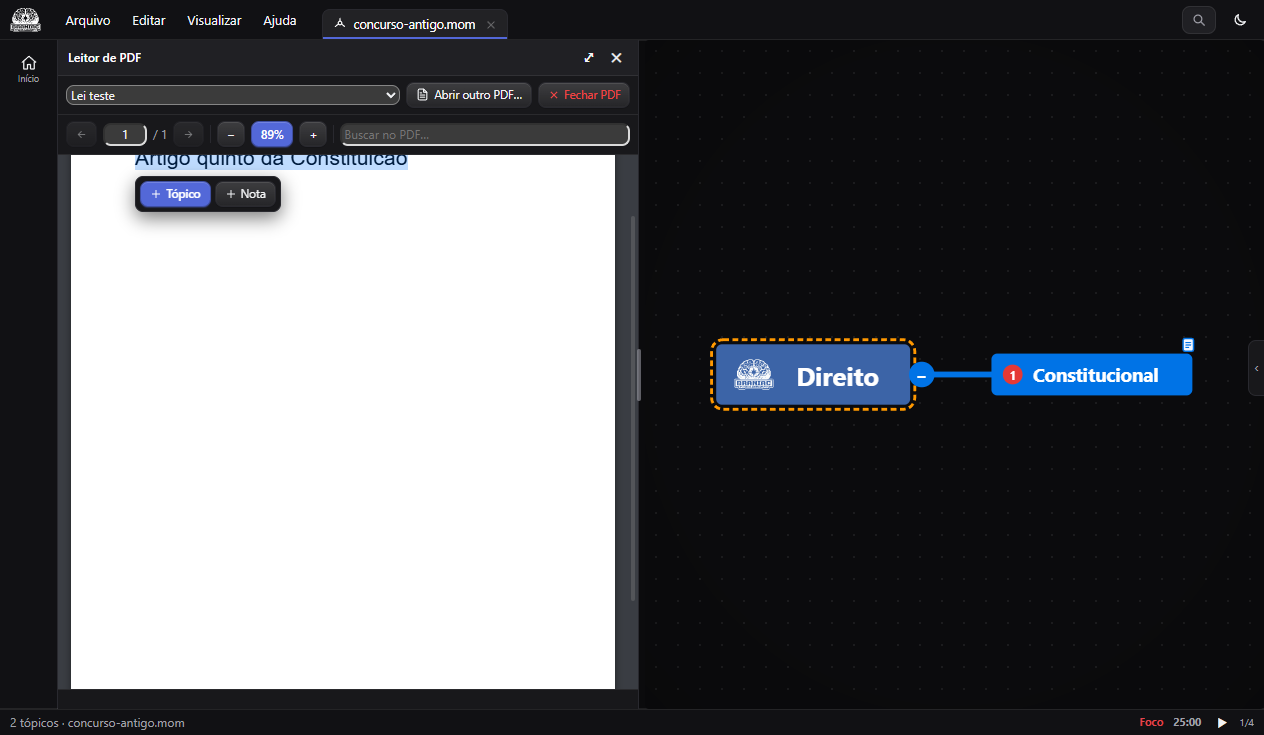 Arquivo Editar Visualizar Ajuda concurso-antigo.mom
Início
Leitor de PDF
Lei teste Abrir outro PDF... Fechar PDF
1 / 1 − 89% + Buscar no PDF...
Artigo quinto da Constituicao
+ Tópico + Nota
Direito − 1 Constitucional
2 tópicos · concurso-antigo.mom Foco 25:00 1/4